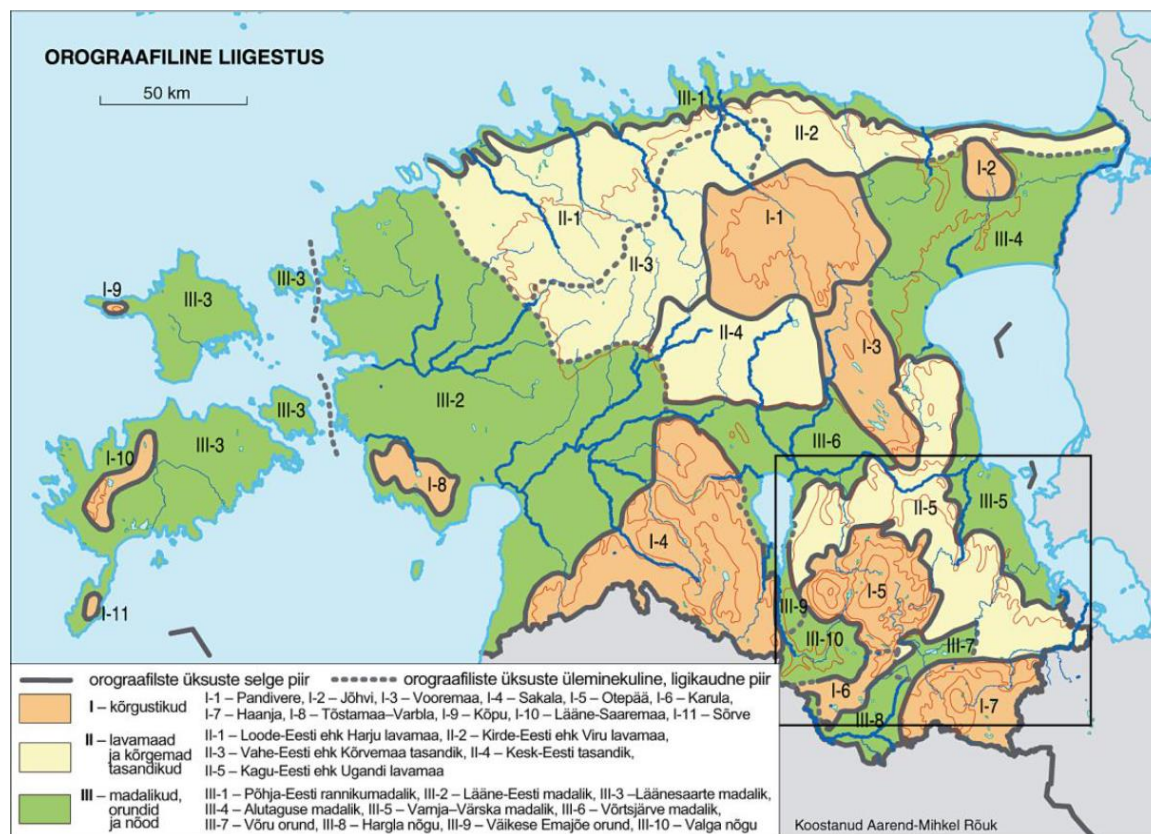 OROGRAAFILINE LIIGESTUS
50 km
III-1
II-2
I-2
II-1
I-1
III-4
II-3
III-3
I-9
III-3
II-4
I-3
III-2
III-3
III-3
I-10
III-6
I-8
II-5
III-5
I-4
I-5
III-9
I-11
III-10
III-7
I-6
I-7
III-8
orograafilste üksuste selge piir
orograafiliste üksuste üleminekuline, ligikaudne piir
I – kõrgustikud
I-1 – Pandivere, I-2 – Jõhvi, I-3 – Vooremaa, I-4 – Sakala, I-5 – Otepää, I-6 – Karula,
I-7 – Haanja, I-8 – Tõstamaa–Varbla, I-9 – Kõpu, I-10 – Lääne-Saaremaa, I-11 – Sõrve
II – lavamaad
ja kõrgemad
tasandikud
II-1 – Loode-Eesti ehk Harju lavamaa, II-2 – Kirde-Eesti ehk Viru lavamaa,
II-3 – Vahe-Eesti ehk Kõrvemaa tasandik, II-4 – Kesk-Eesti tasandik,
II-5 – Kagu-Eesti ehk Ugandi lavamaa
III – madalikud,
orundid
ja nõod
III-1 – Põhja-Eesti rannikumadalik, III-2 – Lääne-Eesti madalik, III-3 –Läänesaarte madalik,
III-4 – Alutaguse madalik, III-5 – Varnja–Värska madalik, III-6 – Võrtsjärve madalik,
III-7 – Võru orund, III-8 – Hargla nõgu, III-9 – Väikese Emajõe orund, III-10 – Valga nõgu
Koostanud Aarend-Mihkel Rõuk